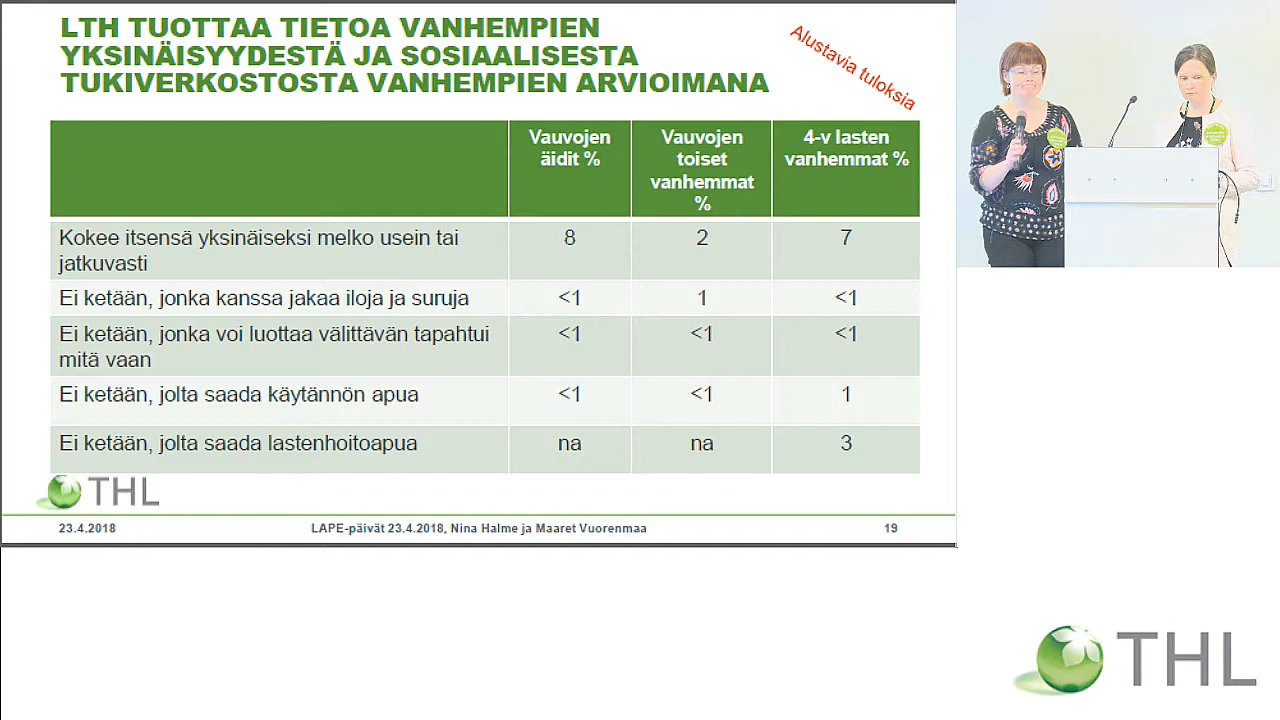 LTH TUOTTAA TIETOA VANHEMPIEN
YKSINÄISYYDESTÄ JA SOSIAALISESTA
TUKIVERKOSTOSTA VANHEMPIEN ARVIOIMANA
Alustavia tuloksia
Vauvojen äidit %
Vauvojen toiset vanhemmat %
4-v lasten vanhemmat %
Kokee itsensä yksinäiseksi melko usein tai
jatkuvasti
8 2 7
Ei ketään, jonka kanssa jakaa iloja ja suruja <1 1 <1
Ei ketään, jonka voi luottaa välittävän tapahtui
mitä vaan
<1 <1 <1
Ei ketään, jolta saada käytännön apua <1 <1 1
Ei ketään, jolta saada lastenhoitoapua na na 3
THL
23.4.2018 LAPE-päivät 23.4.2018, Nina Halme ja Maaret Vuorenmaa 19
THL